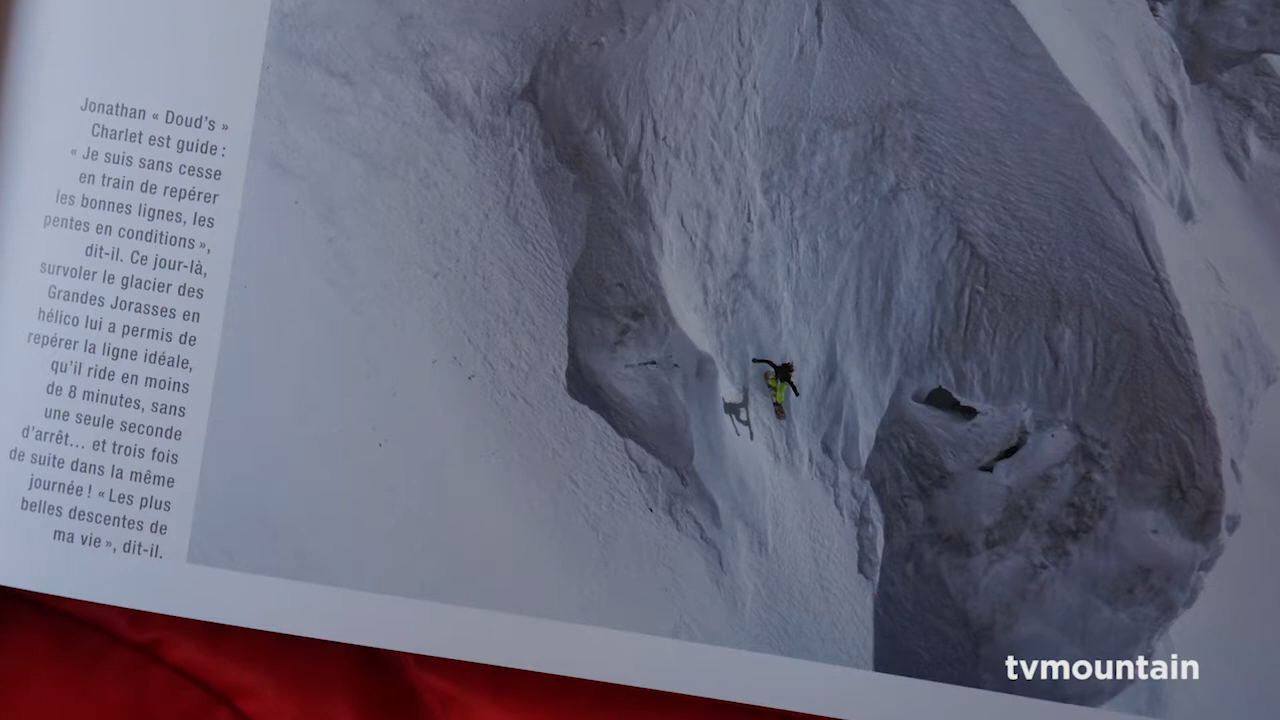 Jonathan « Doud's »
Charlet est guide :
« Je suis sans cesse
en train de repérer
les bonnes lignes, les
pentes en conditions »,
dit-il. Ce jour-là,
survoler le glacier des
Grandes Jorasses en
hélico lui a permis de
repérer la ligne idéale,
qu'il ride en moins
de 8 minutes, sans
une seule seconde
d'arrêt... et trois fois
de suite dans la même
journée ! « Les plus
belles descentes de
ma vie », dit-il.
tvmountain